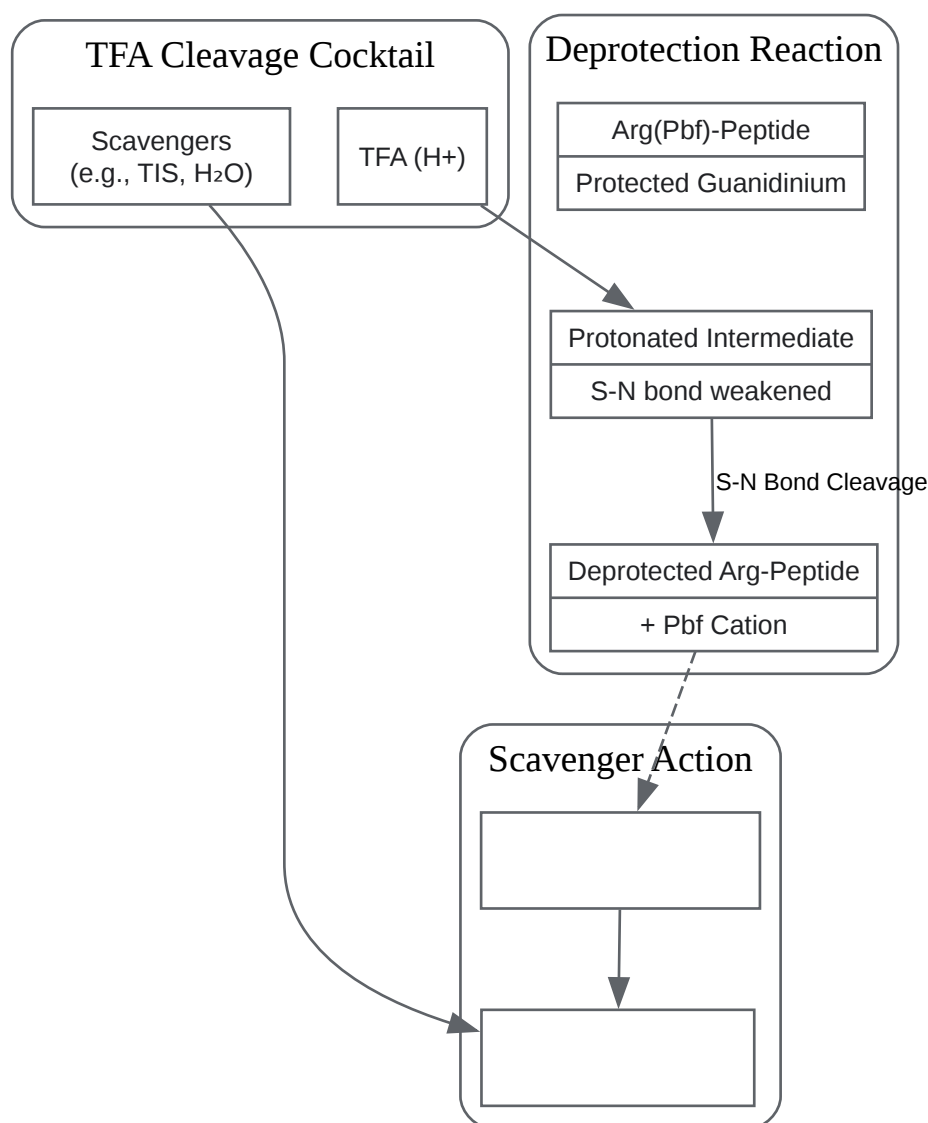 TFA Cleavage Cocktail
Scavengers
(e.g., TIS, H₂O)
TFA (H+)
Deprotection Reaction
Arg(Pbf)-Peptide
Protected Guanidinium
Protonated Intermediate
S-N bond weakened
S-N Bond Cleavage
Deprotected Arg-Peptide
+ Pbf Cation
Scavenger Action